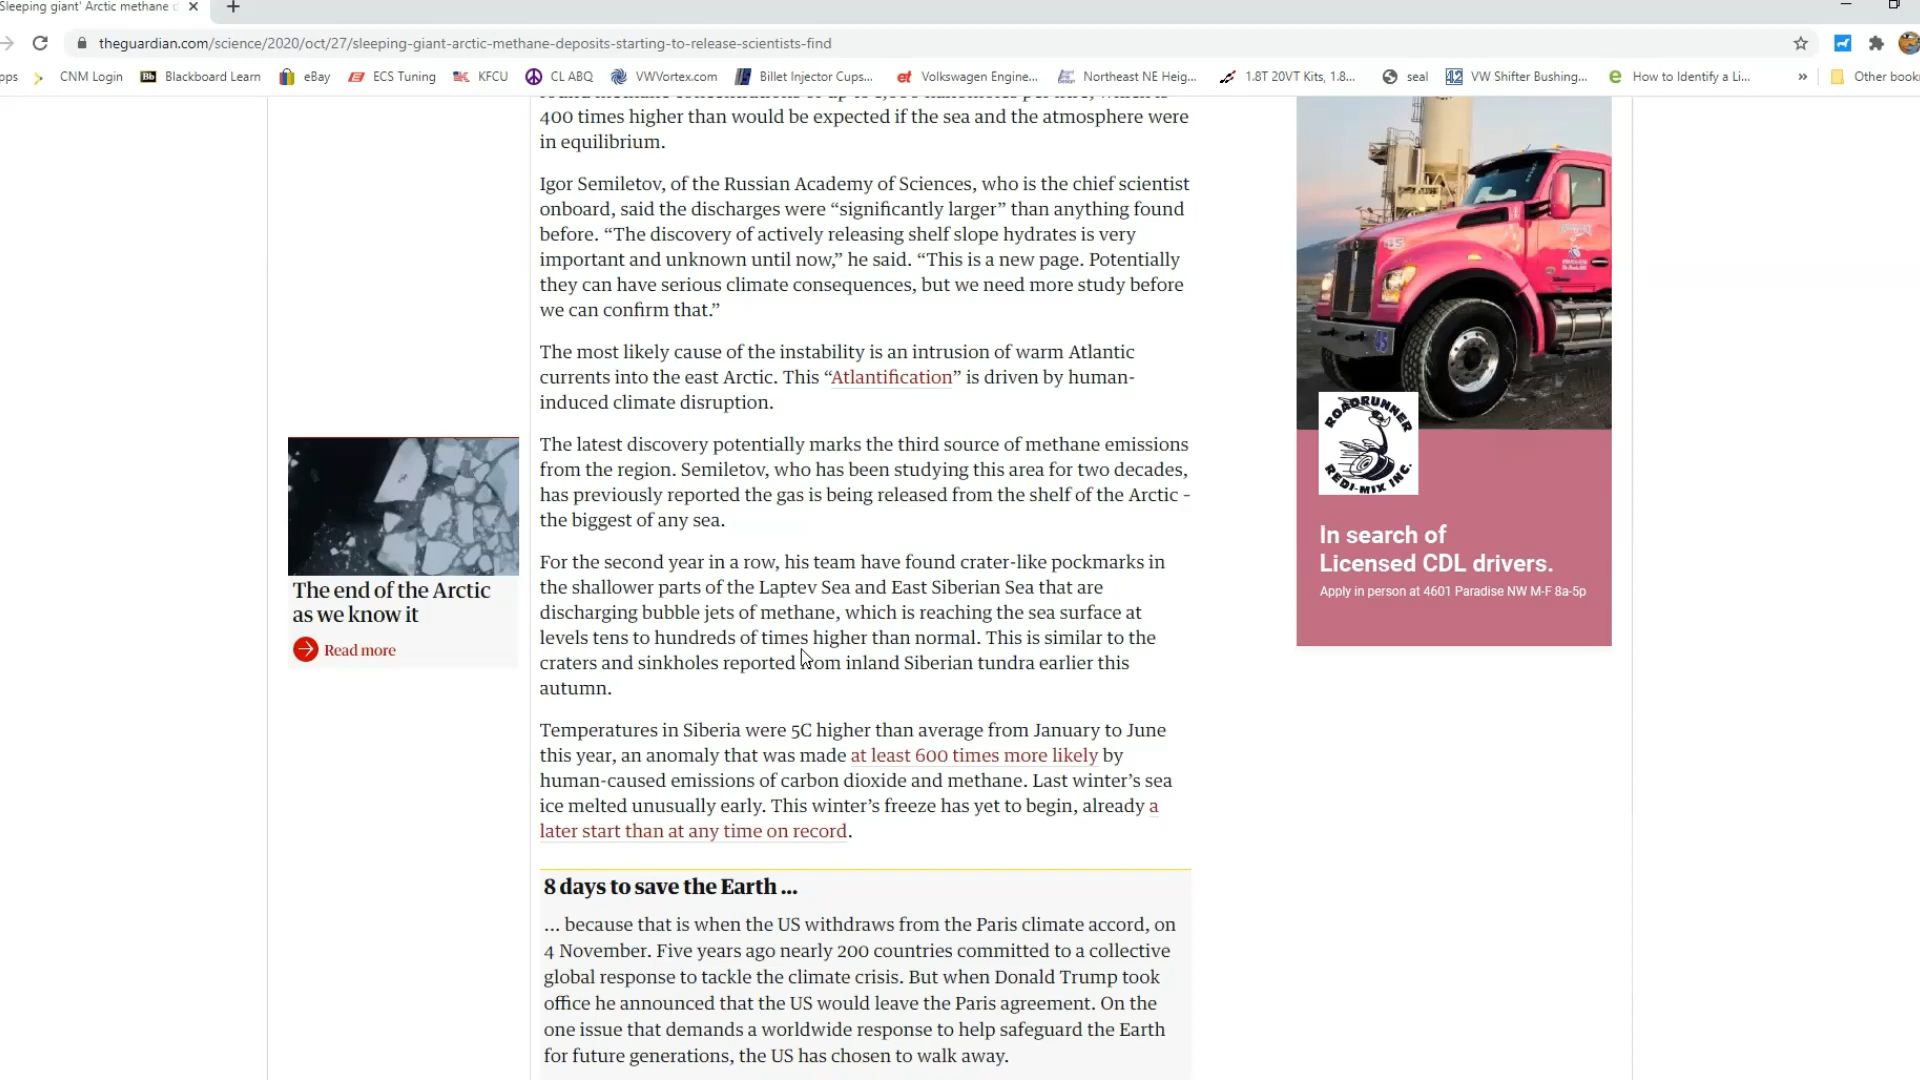 Sleeping giant' Arctic methane d
theguardian.com/science/2020/oct/27/sleeping-giant-arctic-methane-deposits-starting-to-release-scientists-find
pps CNM Login Blackboard Learn eBay ECS Tuning KFCU CL ABQ VWVortex.com Billet Injector Cups... Volkswagen Engine... Northeast NE Heig... 1.8T 20VT Kits, 1.8... seal VW Shifter Bushing... How to Identify a Li... » Other book
400 times higher than would be expected if the sea and the atmosphere were
in equilibrium.
Igor Semiletov, of the Russian Academy of Sciences, who is the chief scientist
onboard, said the discharges were “significantly larger” than anything found
before. “The discovery of actively releasing shelf slope hydrates is very
important and unknown until now,” he said. “This is a new page. Potentially
they can have serious climate consequences, but we need more study before
we can confirm that.”
The most likely cause of the instability is an intrusion of warm Atlantic
currents into the east Arctic. This “Atlantification” is driven by human-
induced climate disruption.
The latest discovery potentially marks the third source of methane emissions
from the region. Semiletov, who has been studying this area for two decades,
has previously reported the gas is being released from the shelf of the Arctic -
the biggest of any sea.
For the second year in a row, his team have found crater-like pockmarks in
the shallower parts of the Laptev Sea and East Siberian Sea that are
discharging bubble jets of methane, which is reaching the sea surface at
levels tens to hundreds of times higher than normal. This is similar to the
craters and sinkholes reported from inland Siberian tundra earlier this
autumn.
Temperatures in Siberia were 5C higher than average from January to June
this year, an anomaly that was made at least 600 times more likely by
human-caused emissions of carbon dioxide and methane. Last winter’s sea
ice melted unusually early. This winter’s freeze has yet to begin, already a
later start than at any time on record.
8 days to save the Earth ...
... because that is when the US withdraws from the Paris climate accord, on
4 November. Five years ago nearly 200 countries committed to a collective
global response to tackle the climate crisis. But when Donald Trump took
office he announced that the US would leave the Paris agreement. On the
one issue that demands a worldwide response to help safeguard the Earth
for future generations, the US has chosen to walk away.
The end of the Arctic
as we know it
Read more
ROADRUNNER
REDI-MIX INC.
In search of
Licensed CDL drivers.
Apply in person at 4601 Paradise NW M-F 8a-5p